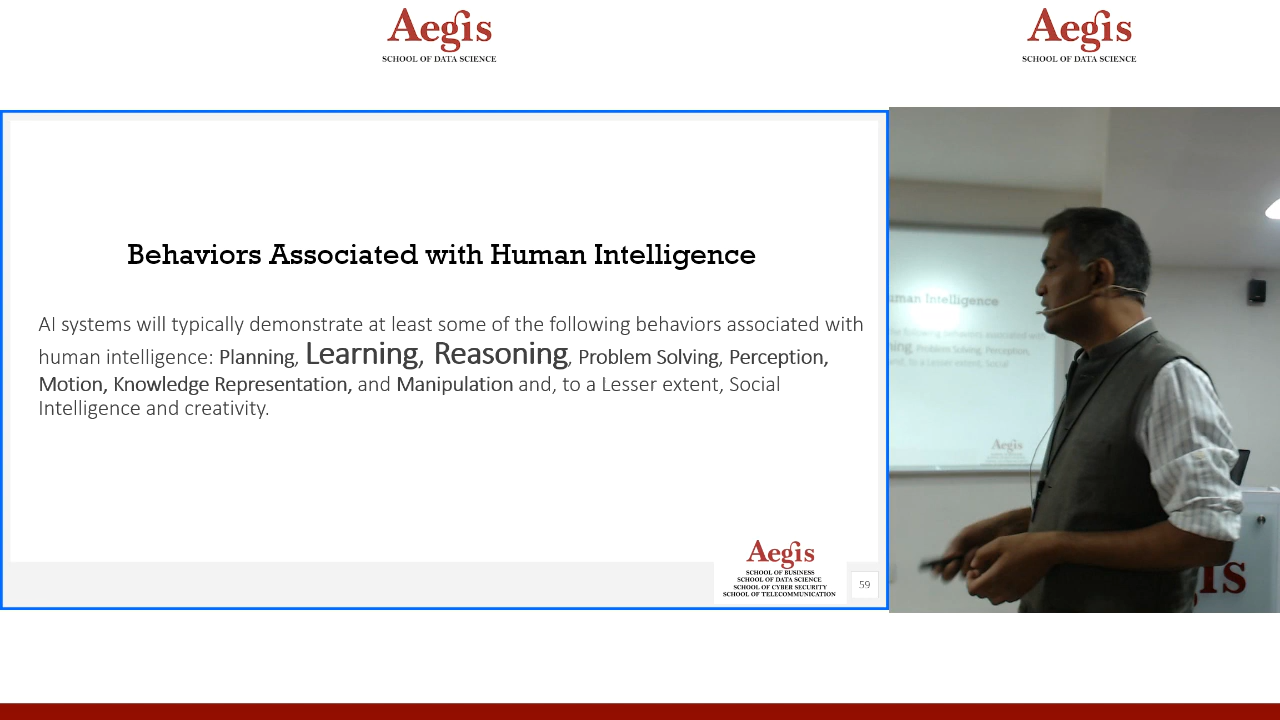 Aegis
SCHOOL OF DATA SCIENCE
Aegis
SCHOOL OF DATA SCIENCE
Behaviors Associated with Human Intelligence
AI systems will typically demonstrate at least some of the following behaviors associated with
human intelligence: Planning, Learning, Reasoning, Problem Solving, Perception,
Motion, Knowledge Representation, and Manipulation and, to a Lesser extent, Social
Intelligence and creativity.
Aegis
SCHOOL OF BUSINESS
SCHOOL OF DATA SCIENCE
SCHOOL OF CYBER SECURITY
SCHOOL OF TELECOMMUNICATION
59
uman Intelligence
Aegis